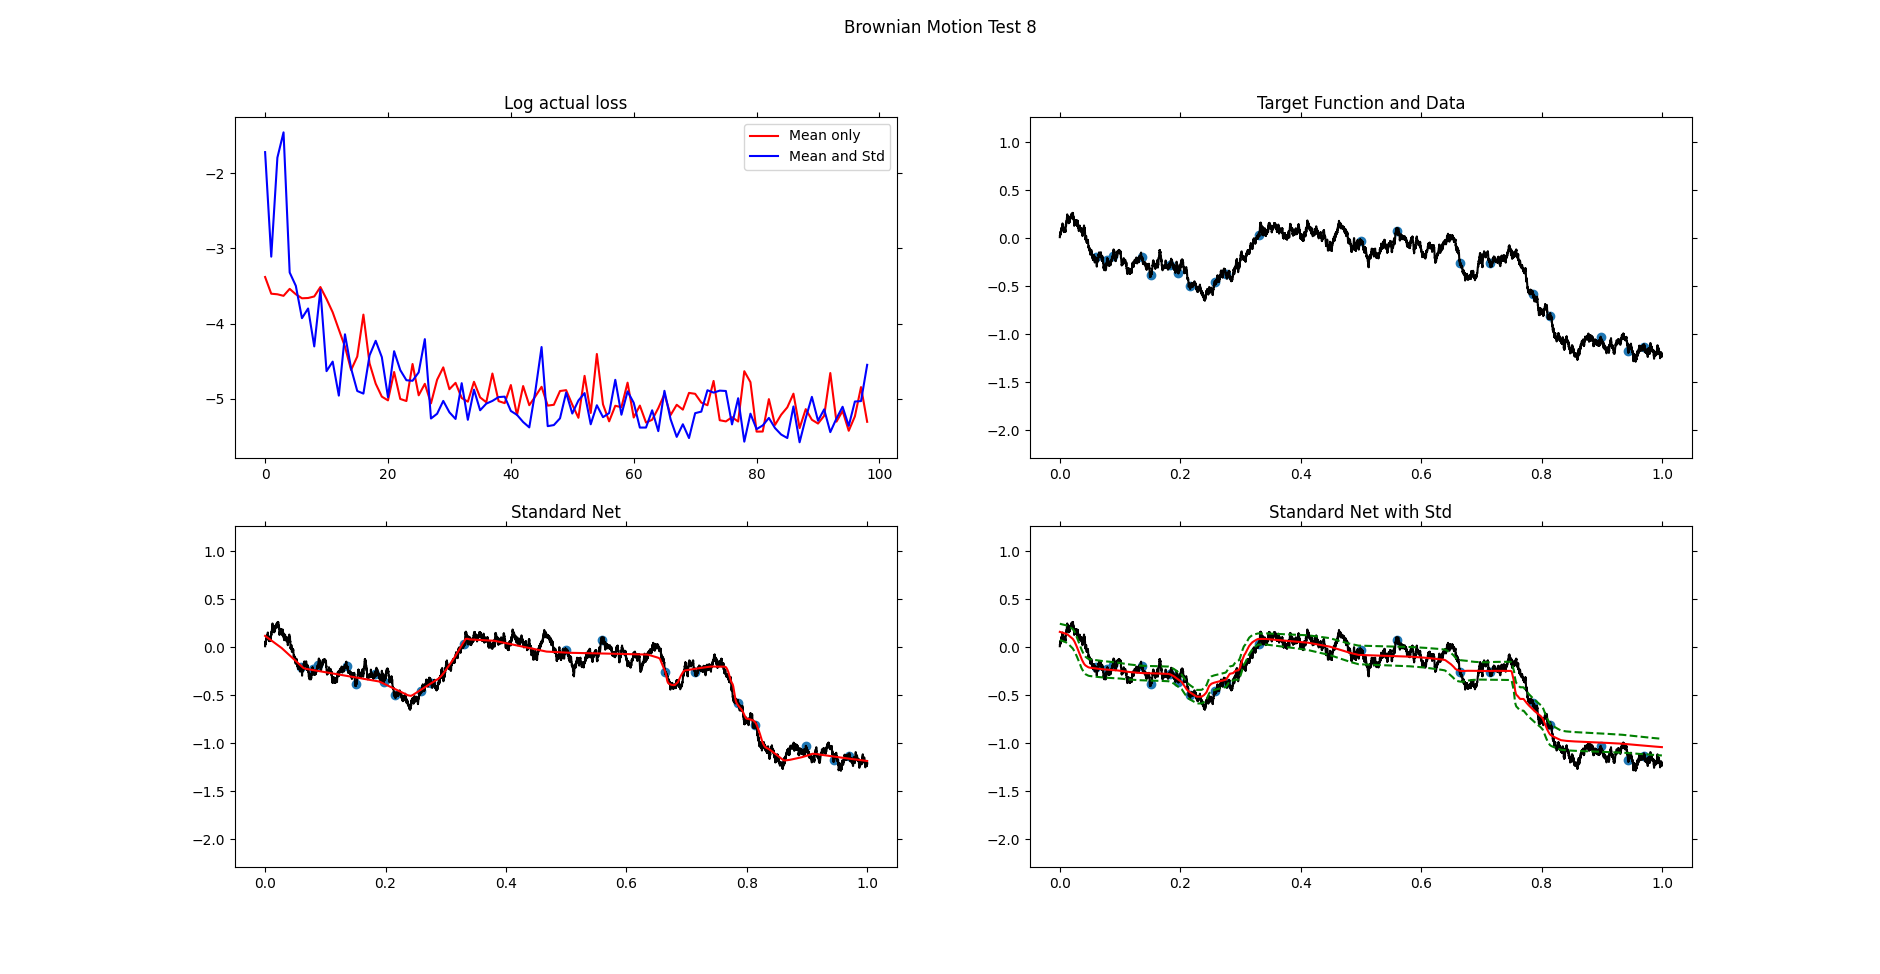 Brownian Motion Test 8
Log actual loss
Mean only
Mean and Std
−2
−3
−4
−5
0 20 40 60 80 100
Target Function and Data
1.0
0.5
0.0
−0.5
−1.0
−1.5
−2.0
0.0 0.2 0.4 0.6 0.8 1.0
Standard Net
1.0
0.5
0.0
−0.5
−1.0
−1.5
−2.0
0.0 0.2 0.4 0.6 0.8 1.0
Standard Net with Std
1.0
0.5
0.0
−0.5
−1.0
−1.5
−2.0
0.0 0.2 0.4 0.6 0.8 1.0